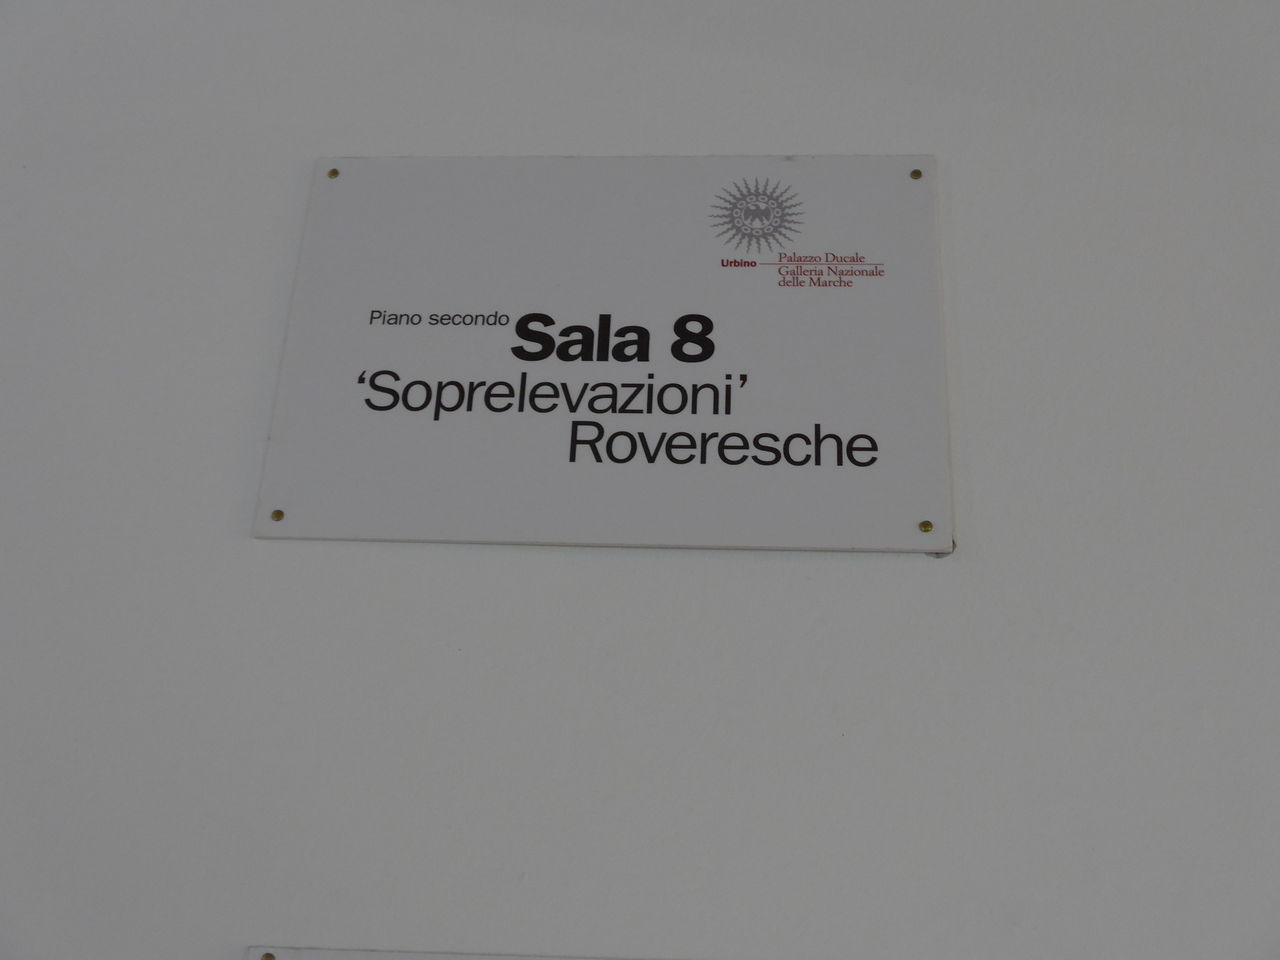 Urbino
Palazzo Ducale
Galleria Nazionale
delle Marche
Piano secondo Sala 8
‘Soprelevazioni’
Roveresche